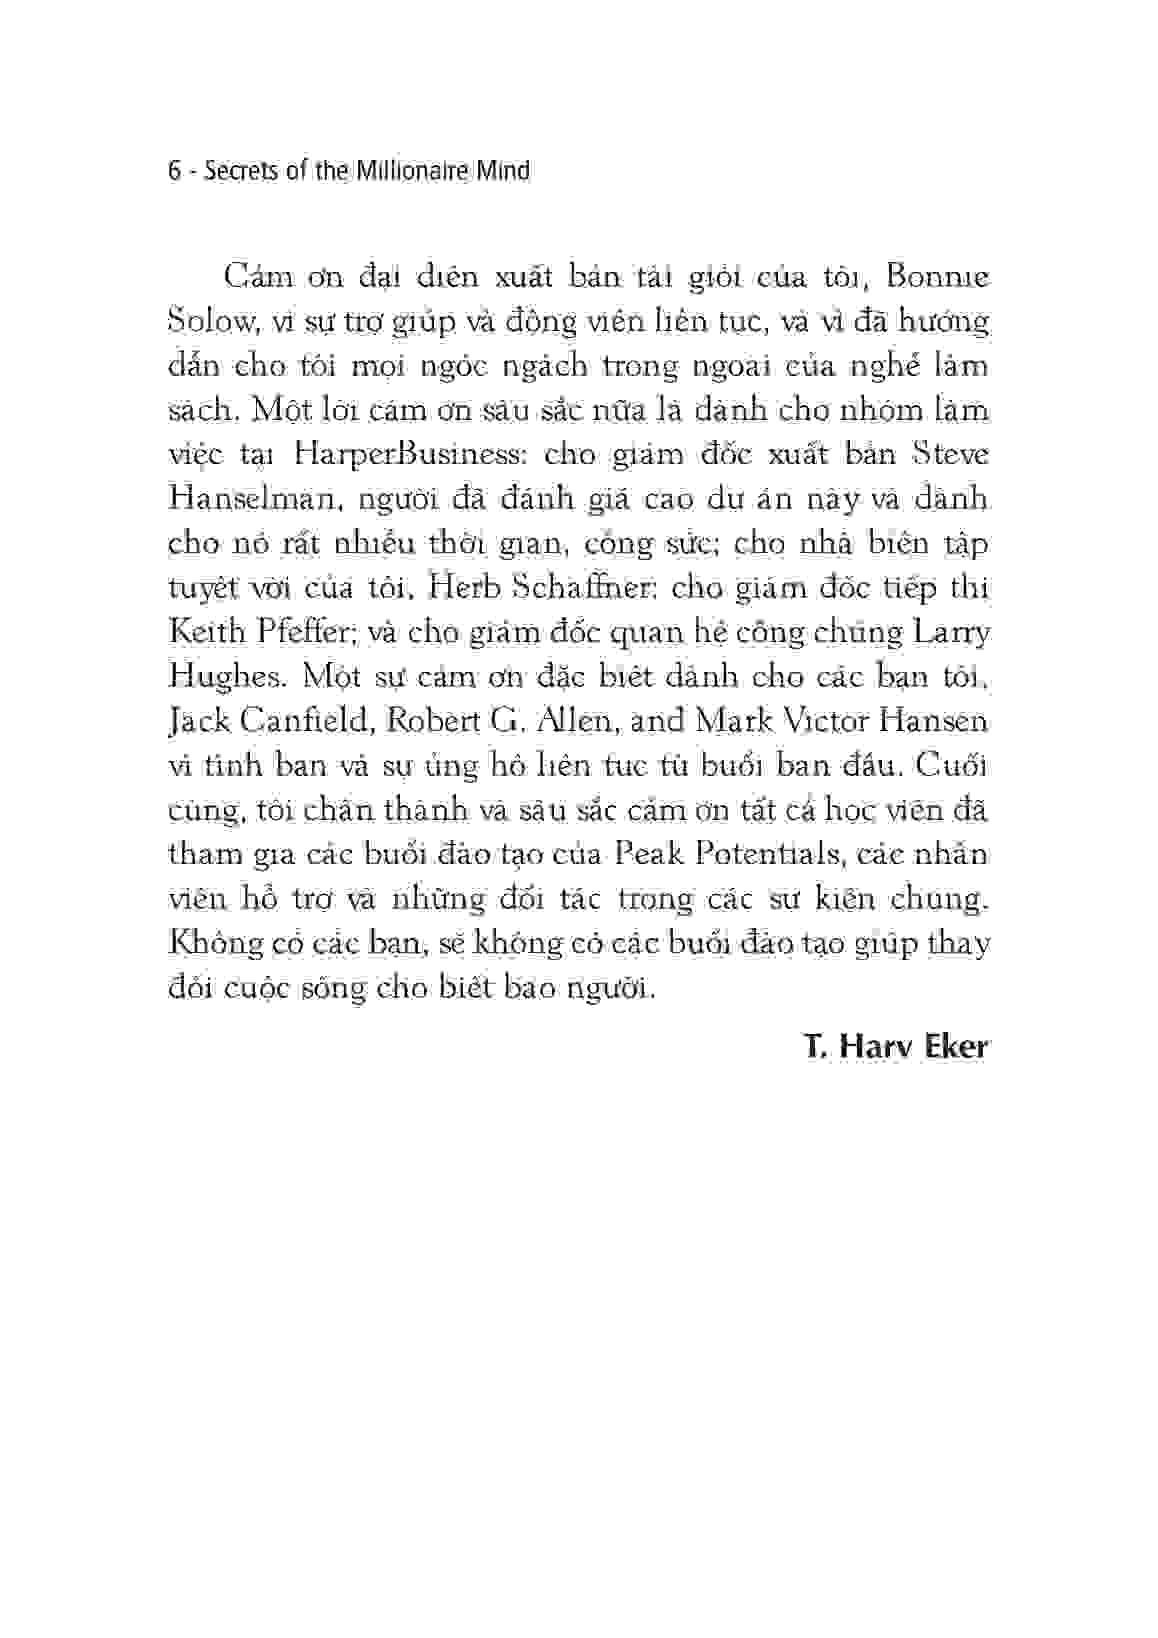 6 - Secrets of the Millionaire Mind
Cảm ơn đại diện xuất bản tài giỏi của tôi, Bonnie
Solow, vì sự trợ giúp và động viên liên tục, và vì đã hướng
dẫn cho tôi mọi ngóc ngách trong ngoài của nghề làm
sách. Một lời cảm ơn sâu sắc nữa là dành cho nhóm làm
việc tại HarperBusiness: cho giám đốc xuất bản Steve
Hanselman, người đã đánh giá cao dự án này và dành
cho nó rất nhiều thời gian, công sức; cho nhà biên tập
tuyệt vời của tôi, Herb Schaffner; cho giám đốc tiếp thị
Keith Pfeffer; và cho giám đốc quan hệ công chúng Larry
Hughes. Một sự cảm ơn đặc biệt dành cho các bạn tôi,
Jack Canfield, Robert G. Allen, and Mark Victor Hansen
vì tình bạn và sự ủng hộ liên tục từ buổi ban đầu. Cuối
cùng, tôi chân thành và sâu sắc cảm ơn tất cả học viên đã
tham gia các buổi đào tạo của Peak Potentials, các nhân
viên hỗ trợ và những đối tác trong các sự kiện chung.
Không có các bạn, sẽ không có các buổi đào tạo giúp thay
đổi cuộc sống cho biết bao người.
T. Harv Eker